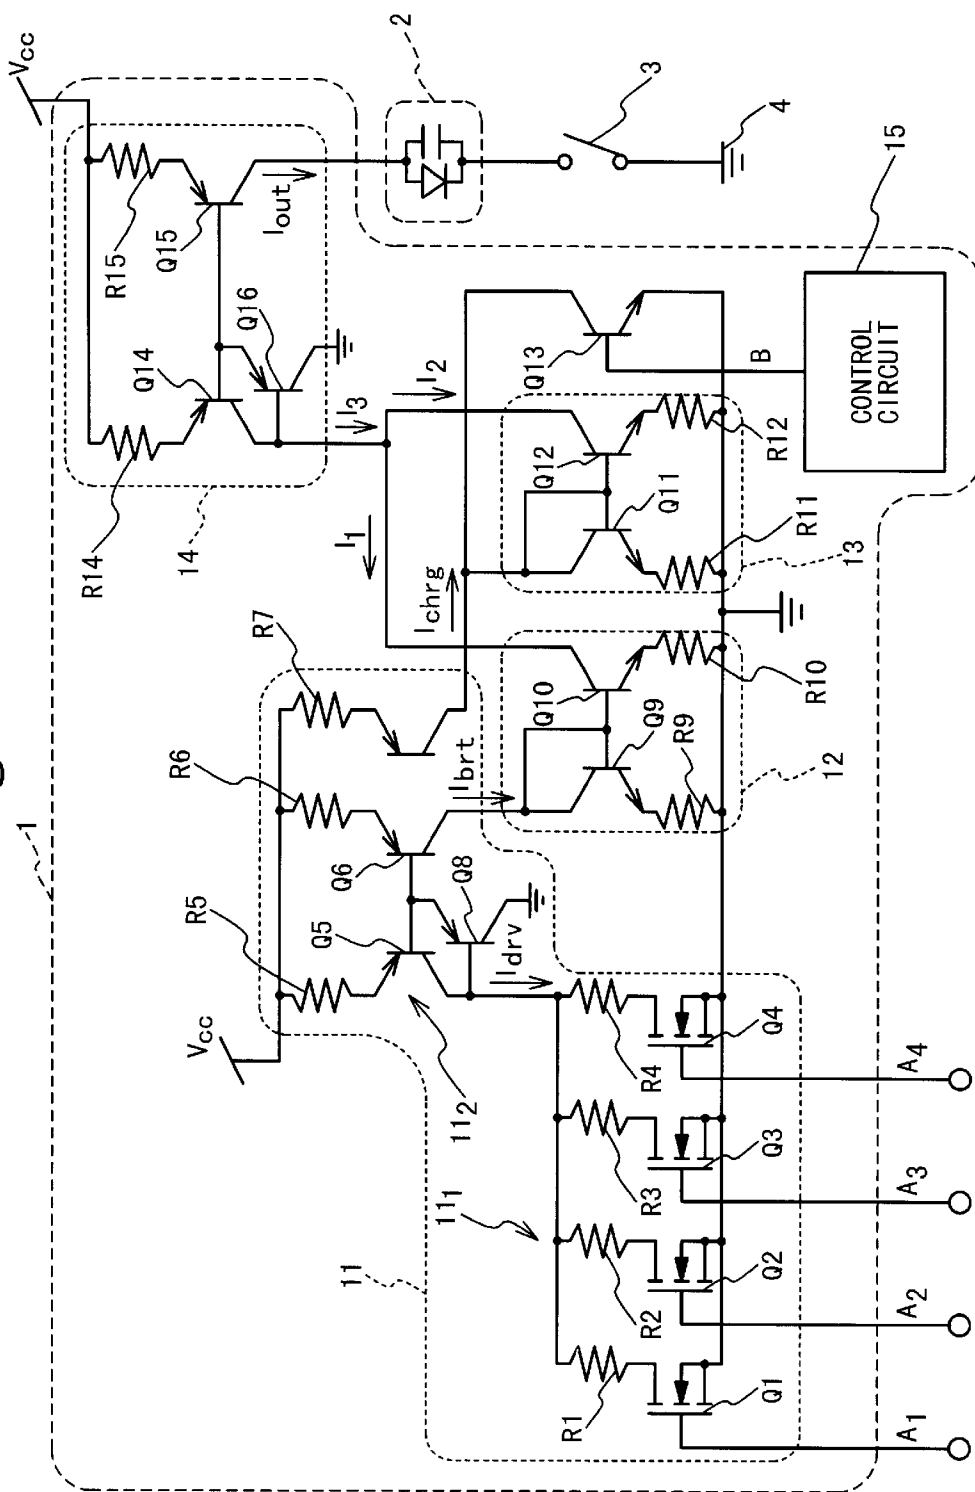 1
Vcc
R14
R15
Q14
Q15
14
Q16
Iout
2
Vcc
R5
R6
R7
Q5
Q6
Q8
I1
I3
I2
3
11
111
112
Idrv
Ibrt
Ichrg
Q10
Q12
Q13
R1
R2
R3
R4
Q9
Q11
4
Q1
Q2
Q3
Q4
R9
R10
R11
R12
B
12
13
15
CONTROL
CIRCUIT
A1
A2
A3
A4